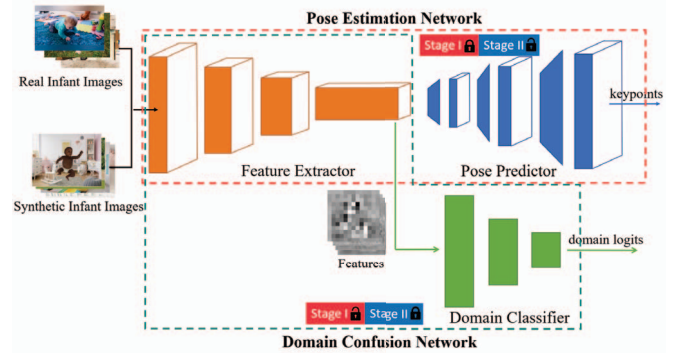 Pose Estimation Network
Stage I Stage II
Real Infant Images
keypoints
Feature Extractor
Pose Predictor
Synthetic Infant Images
Features
domain logits
Stage I Stage II
Domain Classifier
Domain Confusion Network